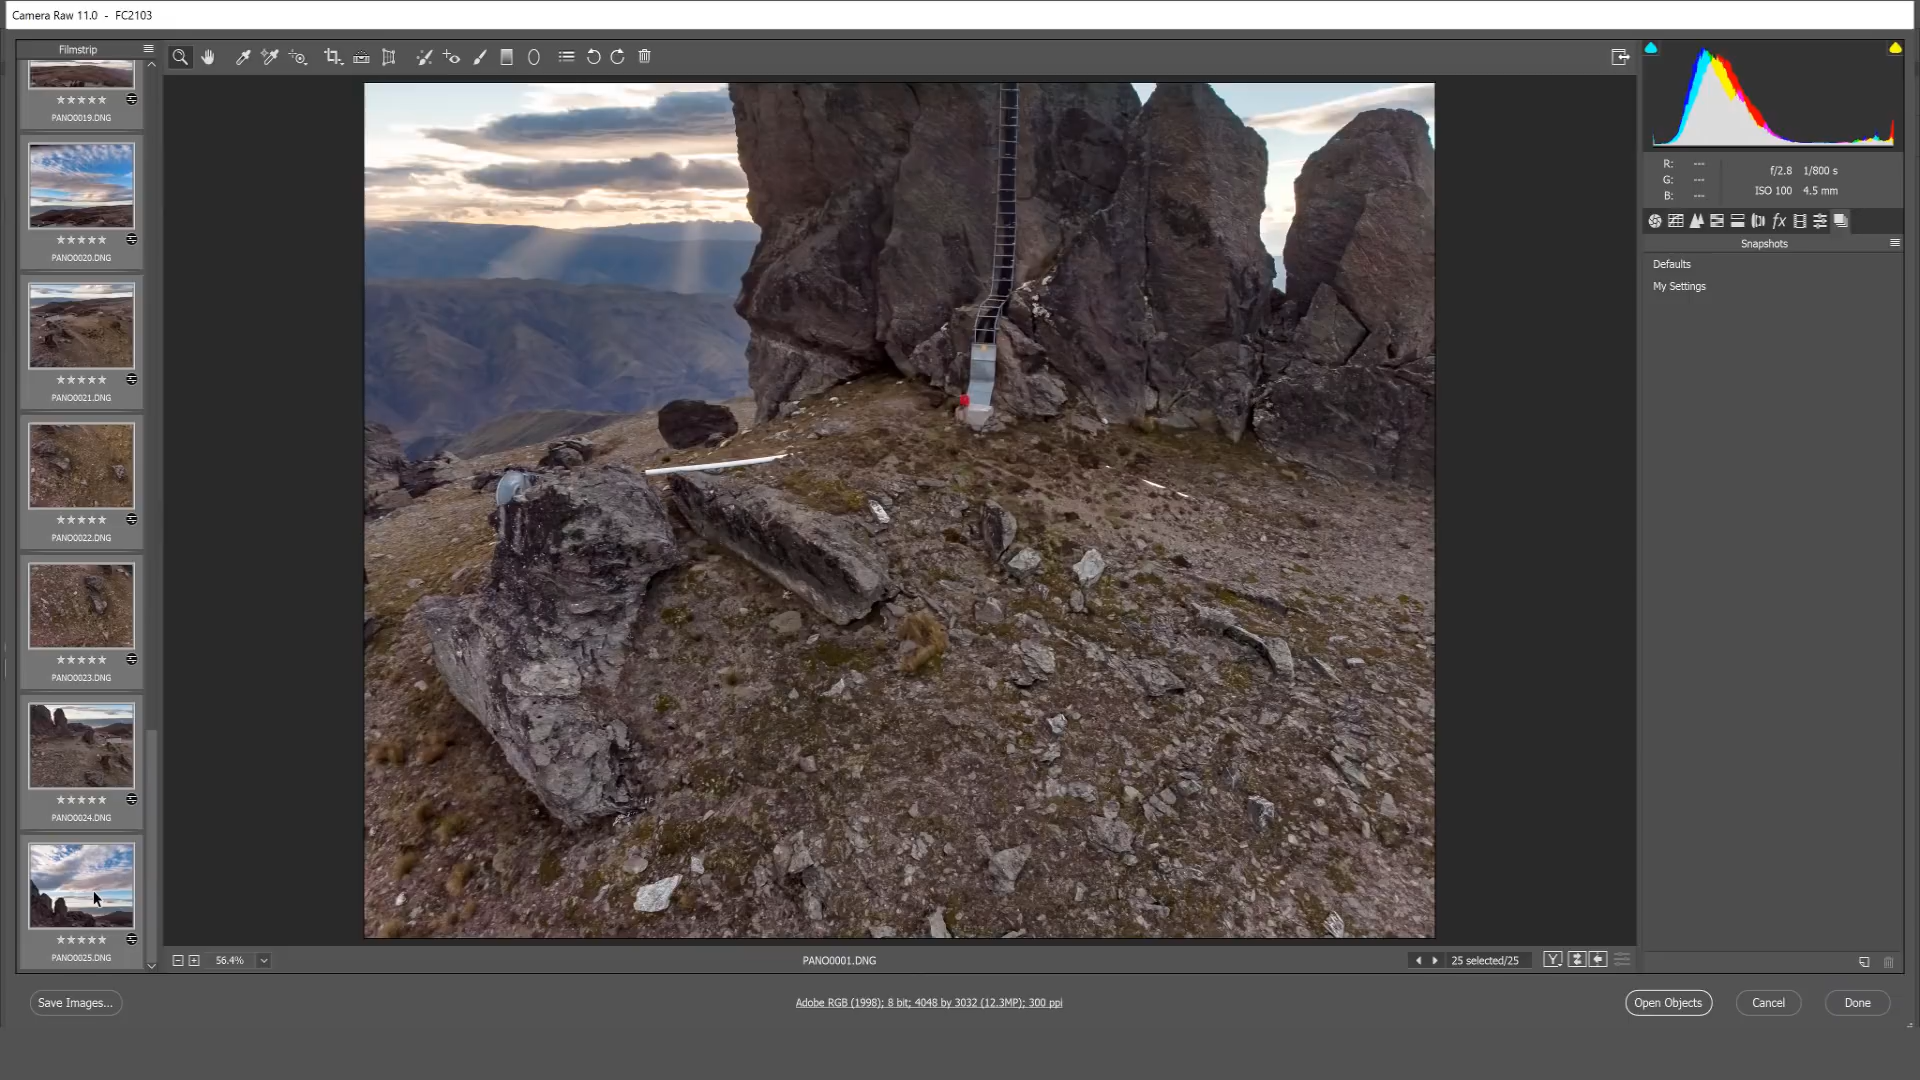 Camera Raw 11.0 - FC2103
Filmstrip
PANO0019.DNG
PANO0020.DNG
PANO0021.DNG
PANO0022.DNG
PANO0023.DNG
PANO0024.DNG
PANO0025.DNG
R: ---
G: ---
B: ---
f/2.8 1/800 s
ISO 100 4.5 mm
fx
Snapshots
Defaults
My Settings
56.4%
PANO0001.DNG
25 selected/25
Y
Save Images...
Adobe RGB (1998); 8 bit; 4048 by 3032 (12.3MP); 300 ppi
Open Objects
Cancel
Done